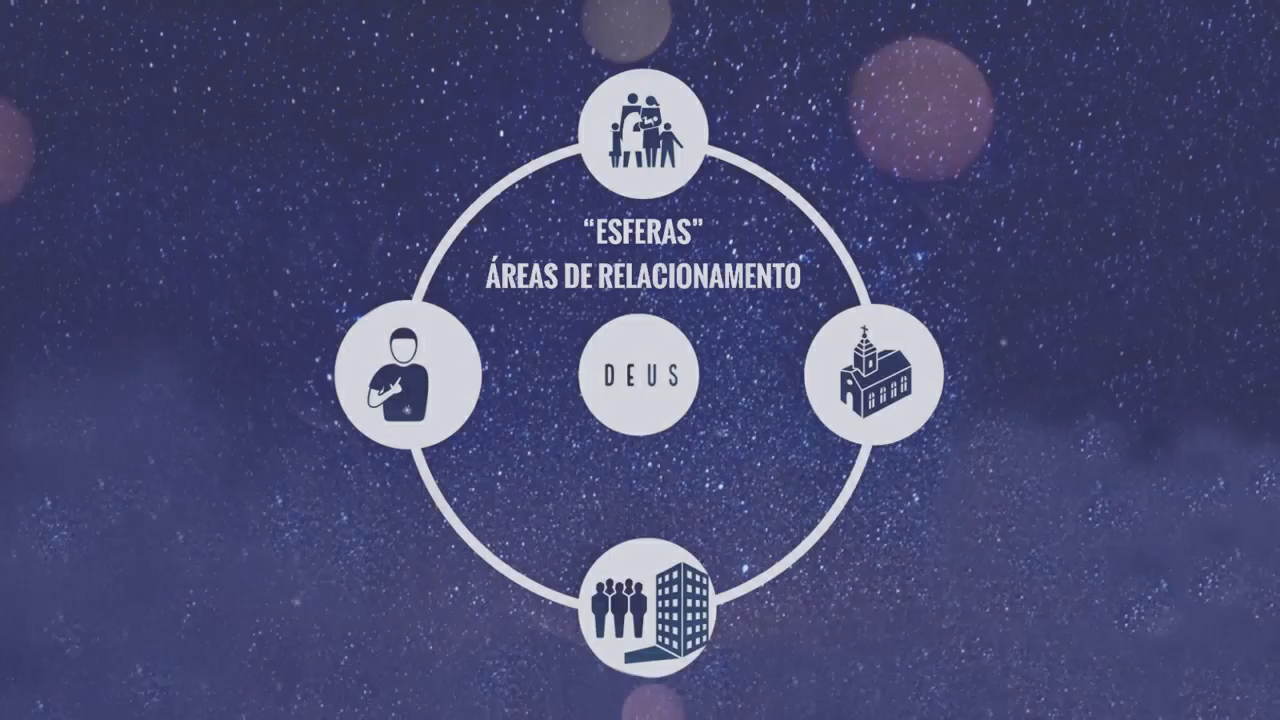 “ESFERAS”
ÁREAS DE RELACIONAMENTO
DEUS